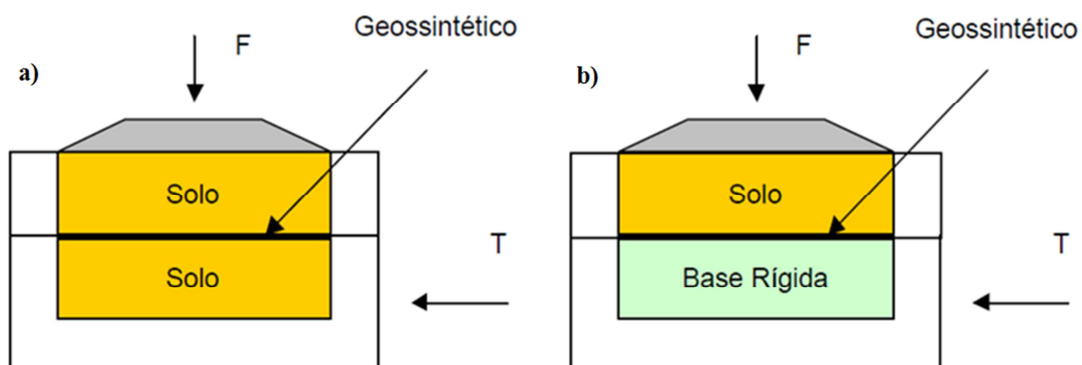 a)
F
Geossintético
Solo
Solo
T
b)
F
Geossintético
Solo
Base Rígida
T